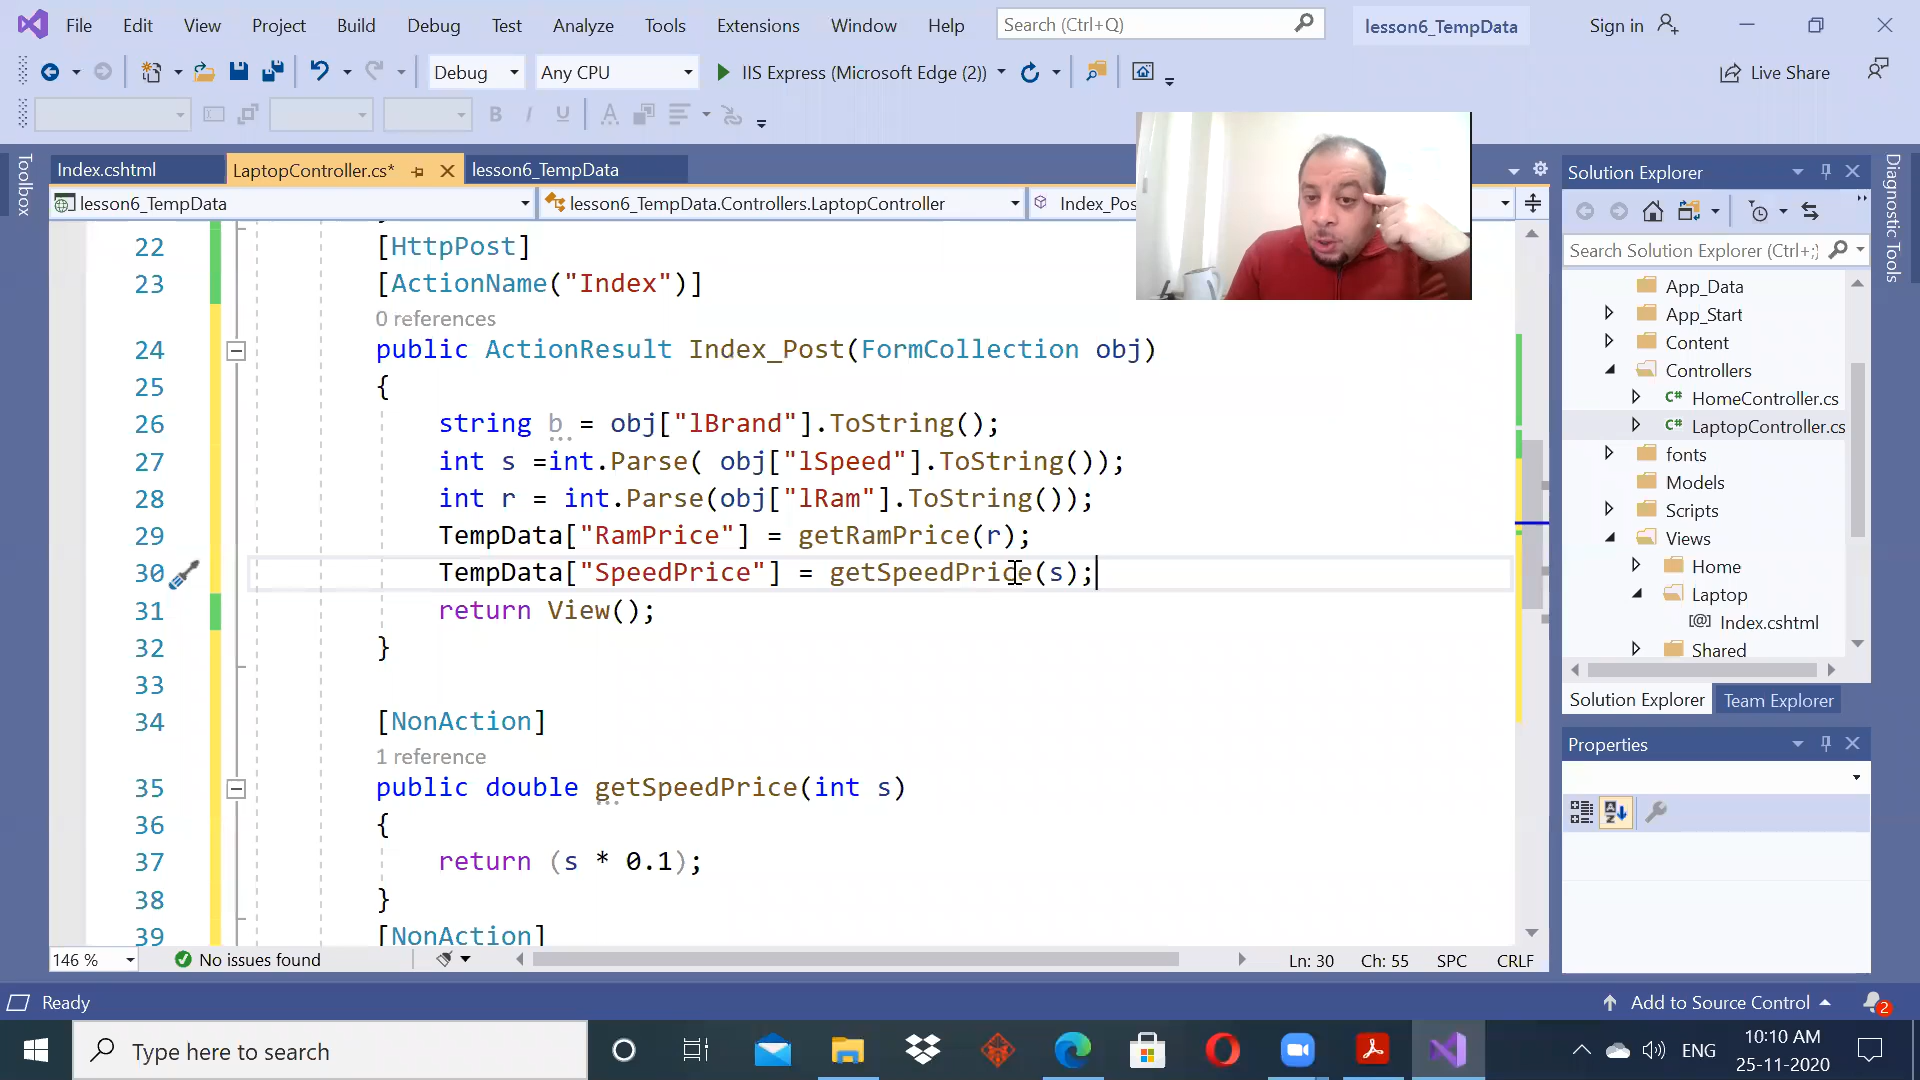 File Edit View Project Build Debug Test Analyze Tools Extensions Window Help Search (Ctrl+Q) lesson6_TempData Sign in
Debug Any CPU IIS Express (Microsoft Edge (2)) Live Share
B I U A
Toolbox
Index.cshtml LaptopController.cs* lesson6_TempData
lesson6_TempData lesson6_TempData.Controllers.LaptopController Index_Pos
22 [HttpPost]
23 [ActionName("Index")]
0 references
24 public ActionResult Index_Post(FormCollection obj)
25 {
26 string b = obj["lBrand"].ToString();
27 int s =int.Parse( obj["lSpeed"].ToString());
28 int r = int.Parse(obj["lRam"].ToString());
29 TempData["RamPrice"] = getRamPrice(r);
30 TempData["SpeedPrice"] = getSpeedPrice(s);
31 return View();
32 }
33
34 [NonAction]
1 reference
35 public double getSpeedPrice(int s)
36 {
37 return (s * 0.1);
38 }
39 [NonAction]
146 % No issues found Ln: 30 Ch: 55 SPC CRLF
Solution Explorer
Search Solution Explorer (Ctrl+;)
App_Data
App_Start
Content
Controllers
C# HomeController.cs
C# LaptopController.cs
fonts
Models
Scripts
Views
Home
Laptop
[@] Index.cshtml
Shared
Solution Explorer Team Explorer
Properties
Diagnostic Tools
Ready Add to Source Control 2
Type here to search ENG 10:10 AM
25-11-2020